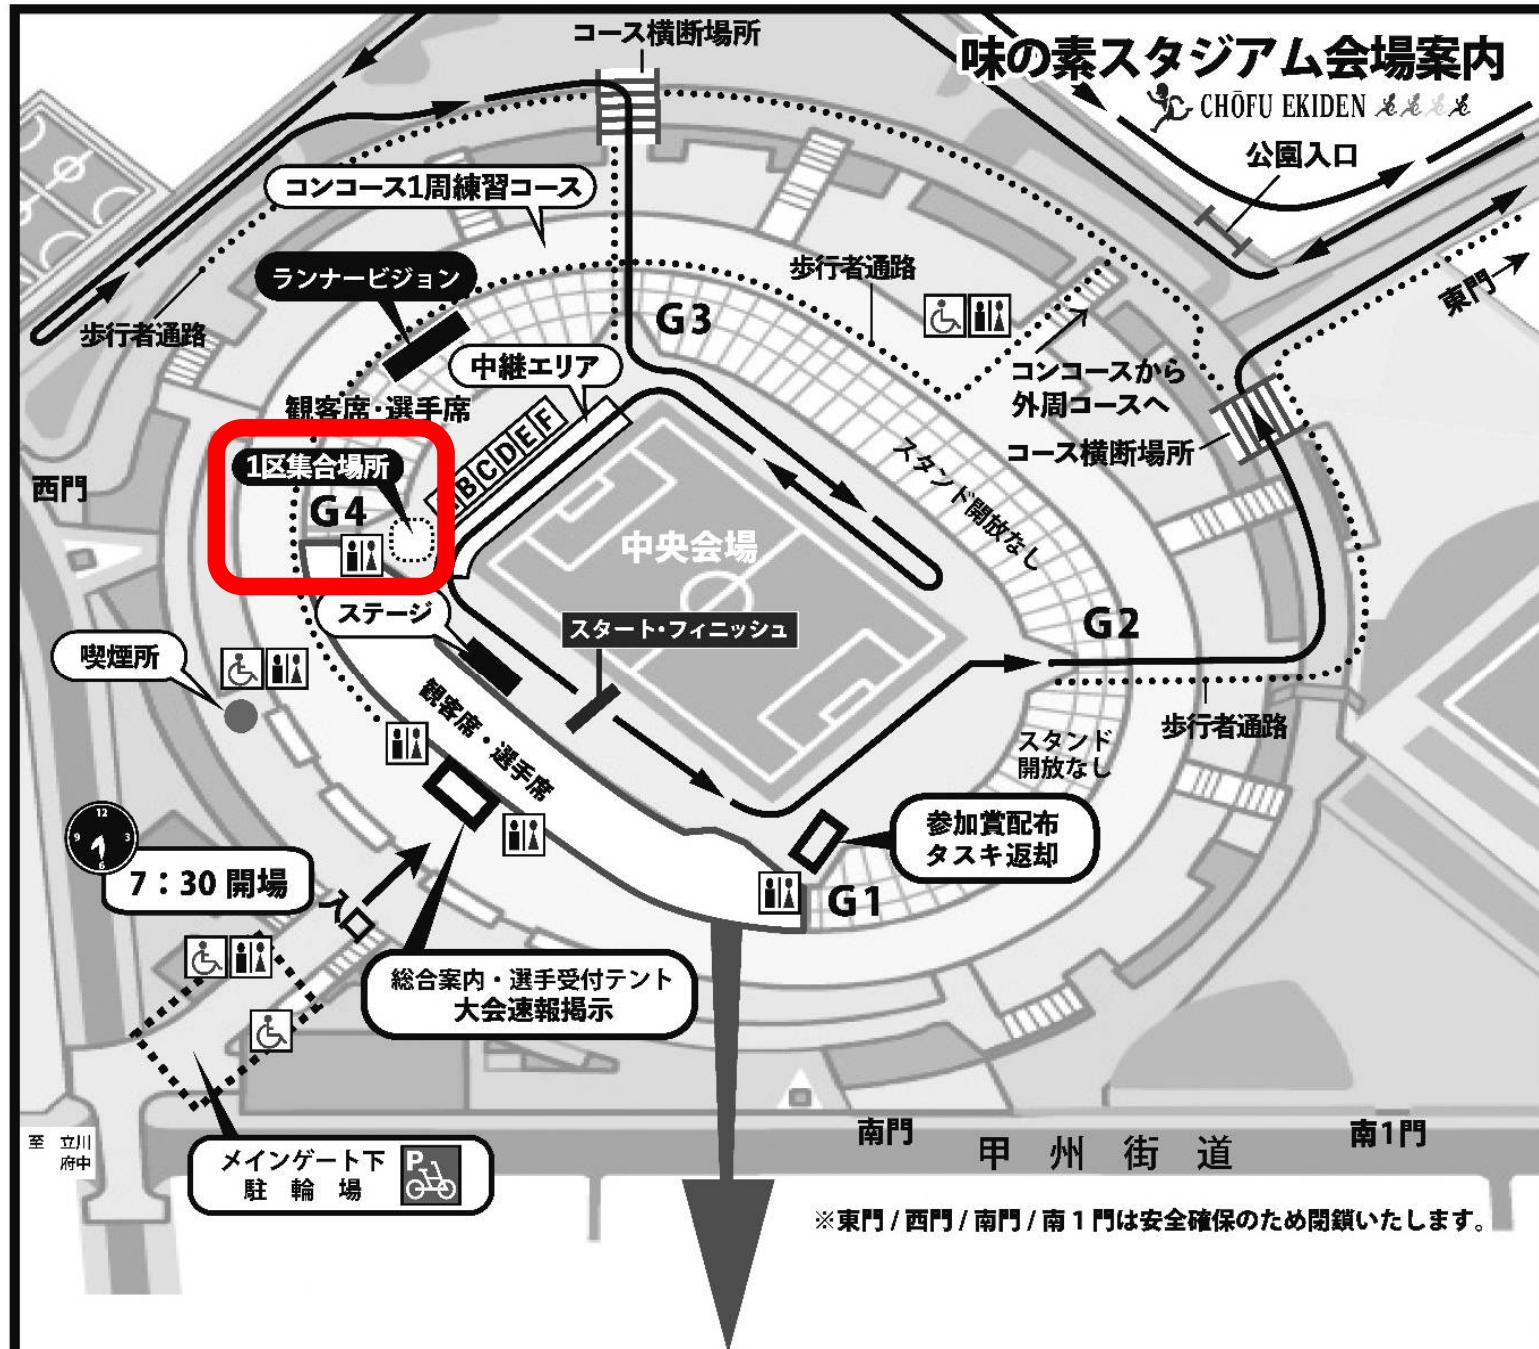 コース横断場所
味の素スタジアム会場案内
CHŌFU EKIDEN
公園入口
コンコース1周練習コース
ランナービジョン
歩行者通路
歩行者通路
東門
G3
中継エリア
コンコースから
外周コースへ
観客席・選手席
コース横断場所
1区集合場所
西門
G4
BCDEF
スタンド開放なし
中央会場
ステージ
スタート・フィニッシュ
G2
喫煙所
観客席・選手席
歩行者通路
スタンド
開放なし
12
9 3
6
7：30 開場
参加賞配布
タスキ返却
入口
G1
総合案内・選手受付テント
大会速報掲示
至 立川
府中
メインゲート下
駐輪場
P
南門
甲州街道
南1門
※東門 / 西門 / 南門 / 南 1 門は安全確保のため閉鎖いたします。